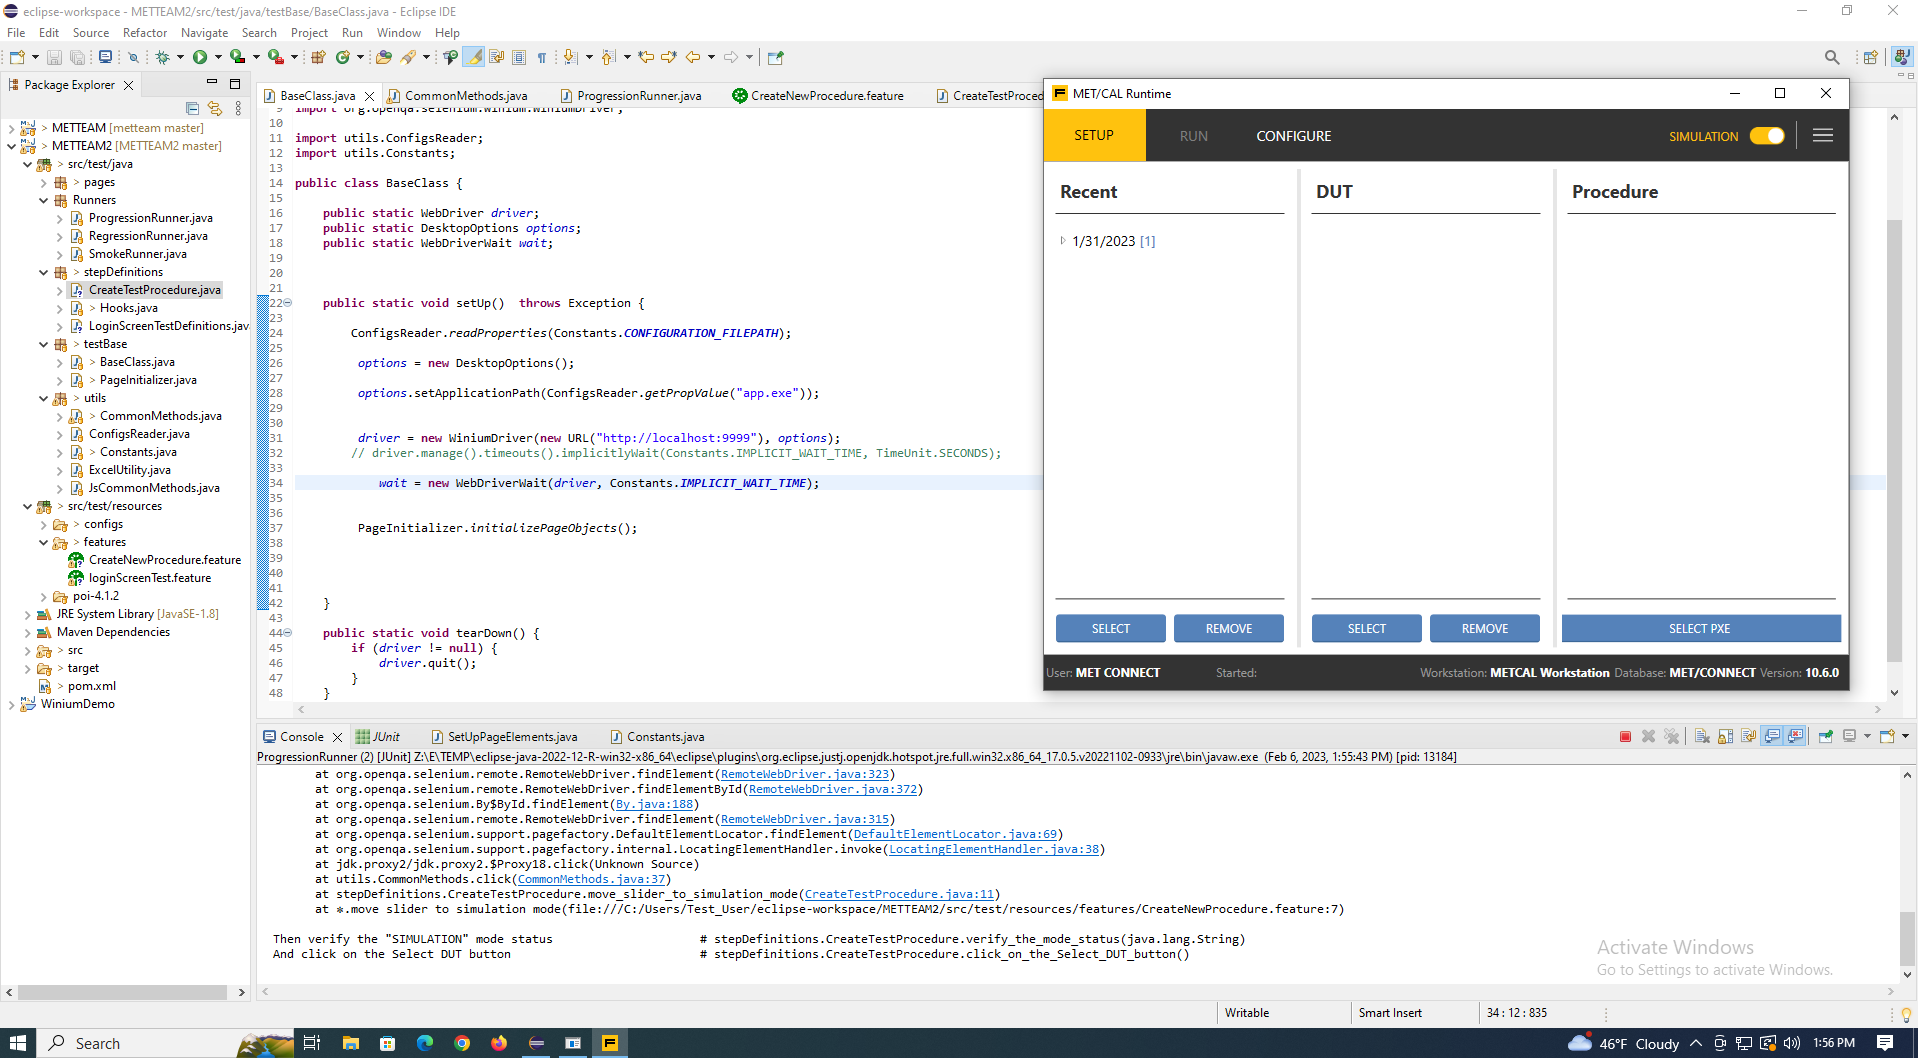 eclipse-workspace - METTEAM2/src/test/java/testBase/BaseClass.java - Eclipse IDE
File Edit Source Refactor Navigate Search Project Run Window Help
Package Explorer
> METTEAM [metteam master]
> METTEAM2 [METTEAM2 master]
> src/test/java
> pages
Runners
ProgressionRunner.java
RegressionRunner.java
SmokeRunner.java
> stepDefinitions
CreateTestProcedure.java
> Hooks.java
LoginScreenTestDefinitions.jav
> testBase
> BaseClass.java
> PageInitializer.java
> utils
> CommonMethods.java
ConfigsReader.java
> Constants.java
ExcelUtility.java
JsCommonMethods.java
> src/test/resources
> configs
> features
CreateNewProcedure.feature
loginScreenTest.feature
> poi-4.1.2
JRE System Library [JavaSE-1.8]
Maven Dependencies
> src
> target
> pom.xml
WiniumDemo
BaseClass.java CommonMethods.java ProgressionRunner.java CreateNewProcedure.feature CreateTestProced
9 import org.openqa.selenium.winium.WiniumDriver;
10
11 import utils.ConfigsReader;
12 import utils.Constants;
13
14 public class BaseClass {
15
16 public static WebDriver driver;
17 public static DesktopOptions options;
18 public static WebDriverWait wait;
19
20
21
22 public static void setUp()  throws Exception {
23
24 ConfigsReader.readProperties(Constants.CONFIGURATION_FILEPATH);
25
26 options = new DesktopOptions();
27
28 options.setApplicationPath(ConfigsReader.getPropValue("app.exe"));
29
30
31 driver = new WiniumDriver(new URL("http://localhost:9999"), options);
32 // driver.manage().timeouts().implicitlyWait(Constants.IMPLICIT_WAIT_TIME, TimeUnit.SECONDS);
33
34 wait = new WebDriverWait(driver, Constants.IMPLICIT_WAIT_TIME);
35
36
37 PageInitializer.initializePageObjects();
38
39
40
41
42 }
43
44 public static void tearDown() {
45 if (driver != null) {
46 driver.quit();
47 }
48 }
MET/CAL Runtime
SETUP RUN CONFIGURE SIMULATION
Recent DUT Procedure
1/31/2023 [1]
SELECT REMOVE SELECT REMOVE SELECT PXE
User: MET CONNECT Started: Workstation: METCAL Workstation Database: MET/CONNECT Version: 10.6.0
Console JUnit SetUpPageElements.java Constants.java
ProgressionRunner (2) [JUnit] Z:\E\TEMP\eclipse-java-2022-12-R-win32-x86_64\eclipse\plugins\org.eclipse.justj.openjdk.hotspot.jre.full.win32.x86_64_17.0.5.v20221102-0933\jre\bin\javaw.exe (Feb 6, 2023, 1:55:43 PM) [pid: 13184]
at org.openqa.selenium.remote.RemoteWebDriver.findElement(RemoteWebDriver.java:323)
at org.openqa.selenium.remote.RemoteWebDriver.findElementById(RemoteWebDriver.java:372)
at org.openqa.selenium.By$ById.findElement(By.java:188)
at org.openqa.selenium.remote.RemoteWebDriver.findElement(RemoteWebDriver.java:315)
at org.openqa.selenium.support.pagefactory.DefaultElementLocator.findElement(DefaultElementLocator.java:69)
at org.openqa.selenium.support.pagefactory.internal.LocatingElementHandler.invoke(LocatingElementHandler.java:38)
at jdk.proxy2/jdk.proxy2.$Proxy18.click(Unknown Source)
at utils.CommonMethods.click(CommonMethods.java:37)
at stepDefinitions.CreateTestProcedure.move_slider_to_simulation_mode(CreateTestProcedure.java:11)
at *.move slider to simulation mode(file:///C:/Users/Test_User/eclipse-workspace/METTEAM2/src/test/resources/features/CreateNewProcedure.feature:7)
Then verify the "SIMULATION" mode status # stepDefinitions.CreateTestProcedure.verify_the_mode_status(java.lang.String)
And click on the Select DUT button # stepDefinitions.CreateTestProcedure.click_on_the_Select_DUT_button()
Activate Windows
Go to Settings to activate Windows.
Writable Smart Insert 34 : 12 : 835
Search 46°F Cloudy 1:56 PM